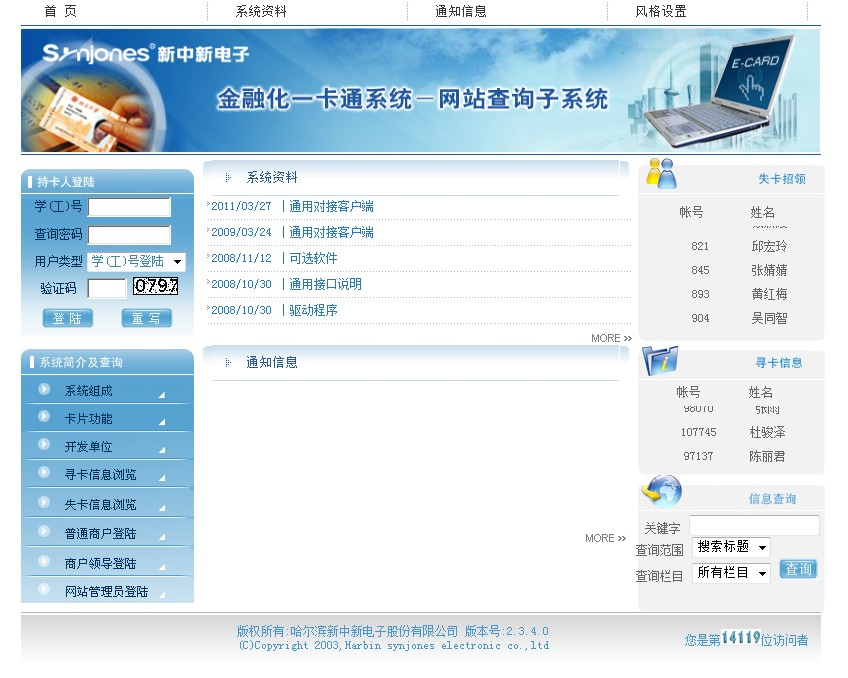 首 页 系统资料 通知信息 风格设置
Synjones® 新中新电子
E-CARD
金融化一卡通系统－网站查询子系统
持卡人登陆
学(工)号
查询密码
用户类型 学(工)号登陆
验证码 0797
登 陆 重 写
系统简介及查询
系统组成
卡片功能
开发单位
寻卡信息浏览
失卡信息浏览
普通商户登陆
商户领导登陆
网站管理员登陆
系统资料
2011/03/27 |通用对接客户端
2009/03/24 |通用对接客户端
2008/11/12 |可选软件
2008/10/30 |通用接口说明
2008/10/30 |驱动程序
MORE »
通知信息
MORE »
失卡招领
帐号 姓名
821 邱宏玲
845 张婧婧
893 黄红梅
904 吴同智
寻卡信息
帐号 姓名
98070 张雨
107745 杜骏泽
97137 陈丽君
信息查询
关键字
查询范围 搜索标题
查询栏目 所有栏目 查询
版权所有:哈尔滨新中新电子股份有限公司 版本号:2.3.4.0
(C)Copyright 2003,Harbin synjones electronic co.,ltd
您是第14119位访问者